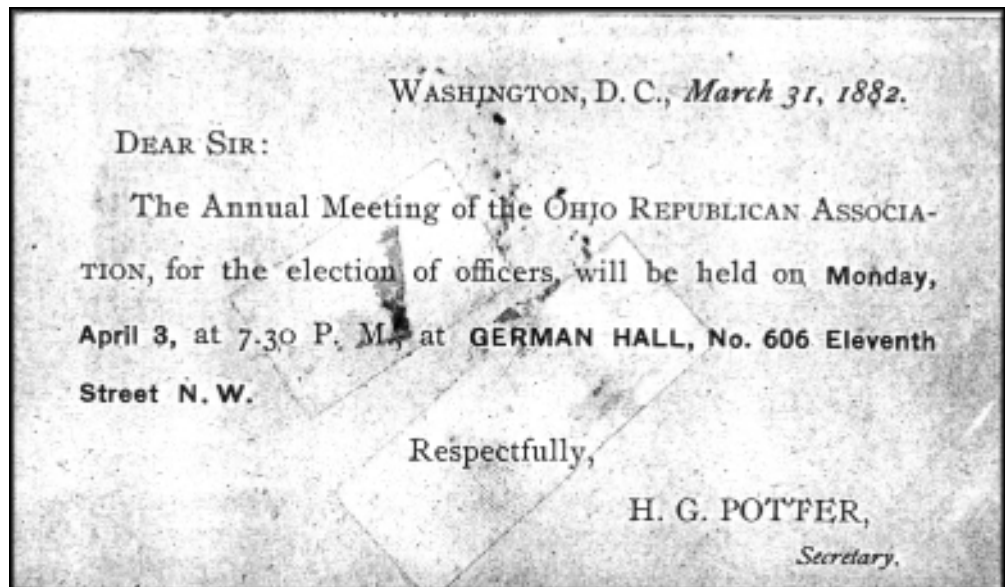 WASHINGTON, D. C., March 31, 1882.
DEAR SIR:
The Annual Meeting of the OHIO REPUBLICAN ASSOCIA-
TION, for the election of officers, will be held on Monday,
April 3, at 7.30 P. M., at GERMAN HALL, No. 606 Eleventh
Street N. W.
Respectfully,
H. G. POTTER,
Secretary.